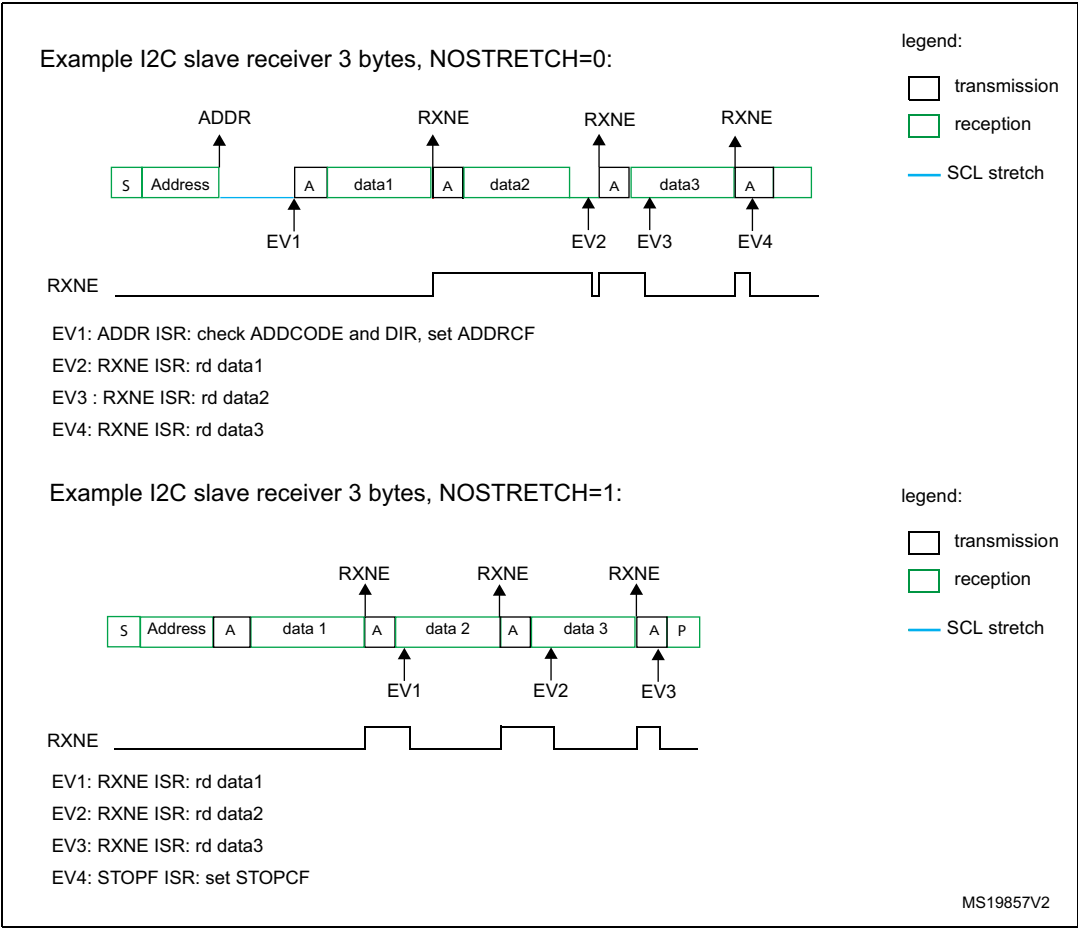 Example I2C slave receiver 3 bytes, NOSTRETCH=0:
legend:
transmission
reception
SCL stretch
ADDR RXNE RXNE RXNE
S Address A data1 A data2 A data3 A
EV1 EV2 EV3 EV4
RXNE
EV1: ADDR ISR: check ADDCODE and DIR, set ADDRCF
EV2: RXNE ISR: rd data1
EV3 : RXNE ISR: rd data2
EV4: RXNE ISR: rd data3
Example I2C slave receiver 3 bytes, NOSTRETCH=1:
legend:
transmission
reception
SCL stretch
RXNE RXNE RXNE
S Address A data 1 A data 2 A data 3 A P
EV1 EV2 EV3
RXNE
EV1: RXNE ISR: rd data1
EV2: RXNE ISR: rd data2
EV3: RXNE ISR: rd data3
EV4: STOPF ISR: set STOPCF
MS19857V2